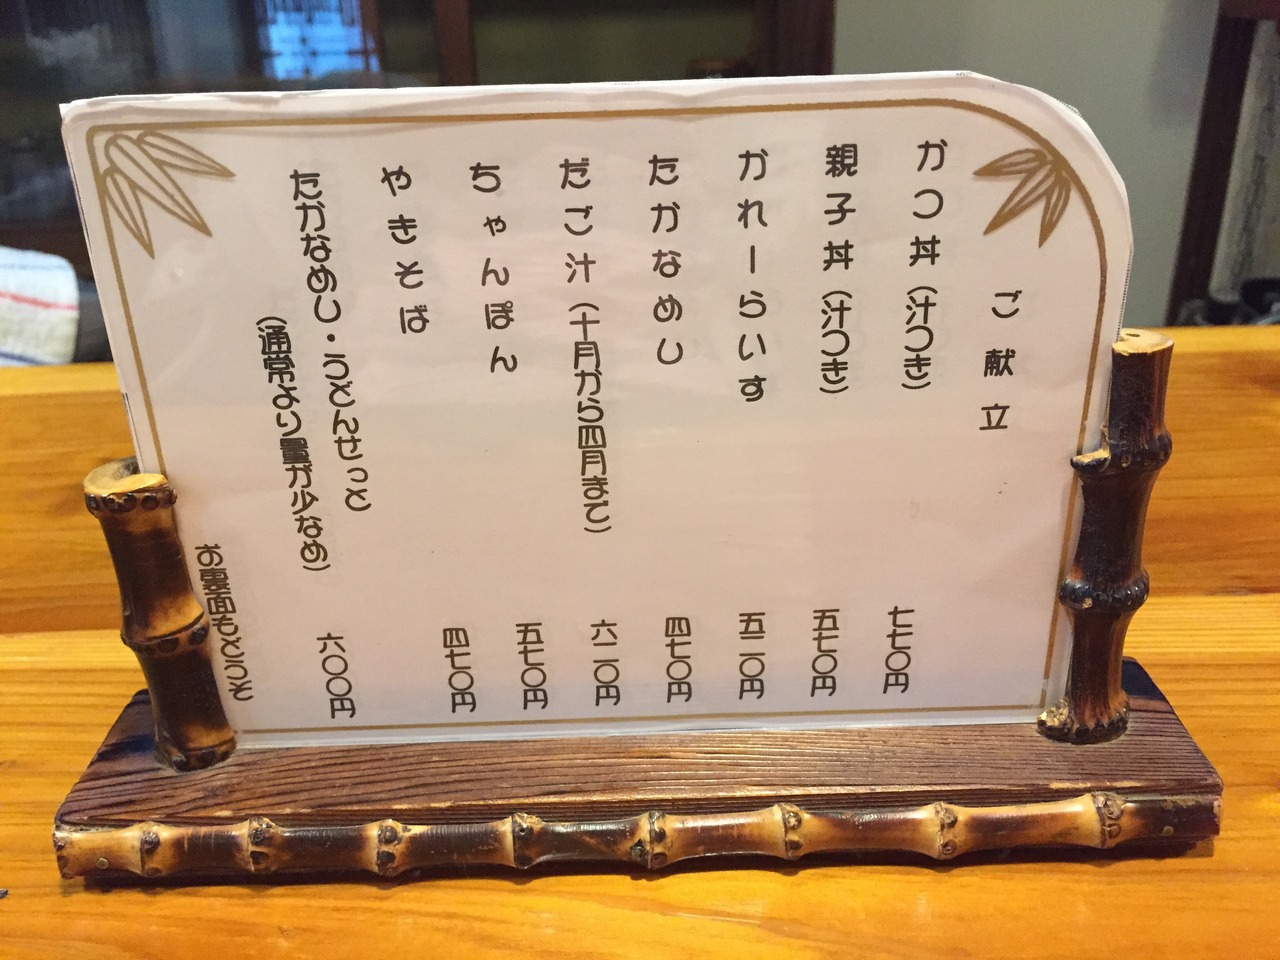 ご献立
かつ丼（汁つき） 七七〇円
親子丼（汁つき） 五七〇円
かれーらいす 五二〇円
たかなめし 四七〇円
だご汁（十月から四月まで） 六二〇円
ちゃんぽん 五七〇円
やきそば 四七〇円
たかなめし・うどんせっと 六〇〇円
（通常より量が少なめ）
お裏面もどうぞ